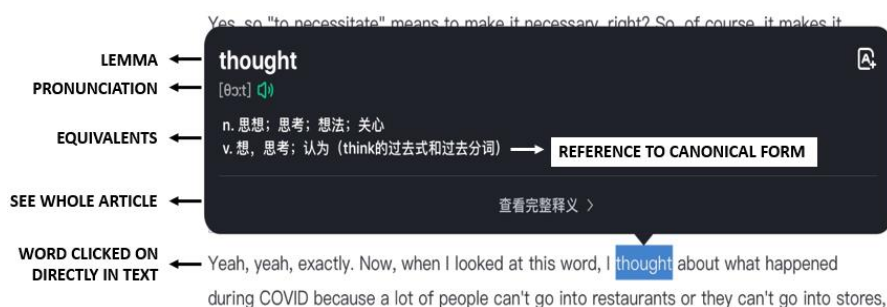 Yes, so "to necessitate" means to make it necessary, right? So, of course, it makes it
LEMMA
thought
PRONUNCIATION
[θɔːt]
EQUIVALENTS
n. 思想；思考；想法；关心
v. 想，思考；认为（think的过去式和过去分词）
REFERENCE TO CANONICAL FORM
SEE WHOLE ARTICLE
查看完整释义 〉
WORD CLICKED ON
DIRECTLY IN TEXT
Yeah, yeah, exactly. Now, when I looked at this word, I thought about what happened
during COVID because a lot of people can't go into restaurants or they can't go into stores,